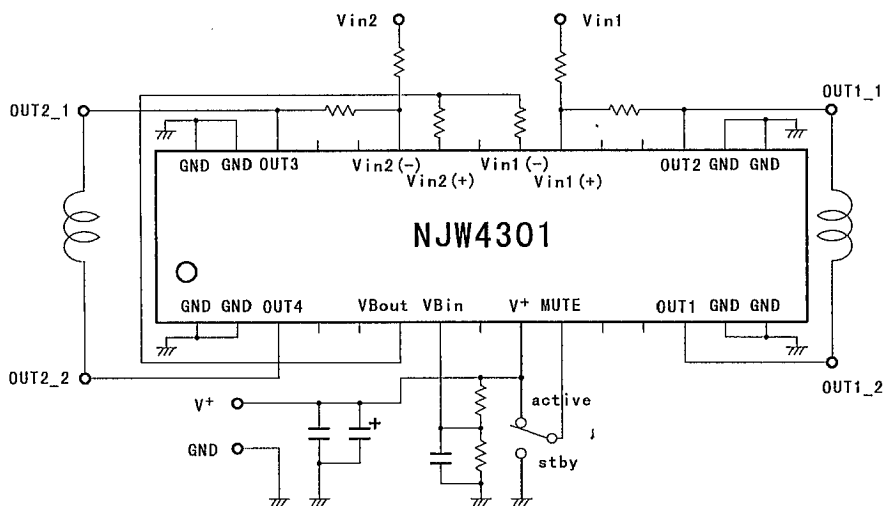 Vin2
Vin1
OUT2_1
OUT1_1
GND GND OUT3 Vin2(-) Vin1(-) OUT2 GND GND
Vin2(+) Vin1(+)
NJW4301
GND GND OUT4 VBout VBin V+ MUTE OUT1 GND GND
OUT2_2
OUT1_2
V+
+
active
GND
stby